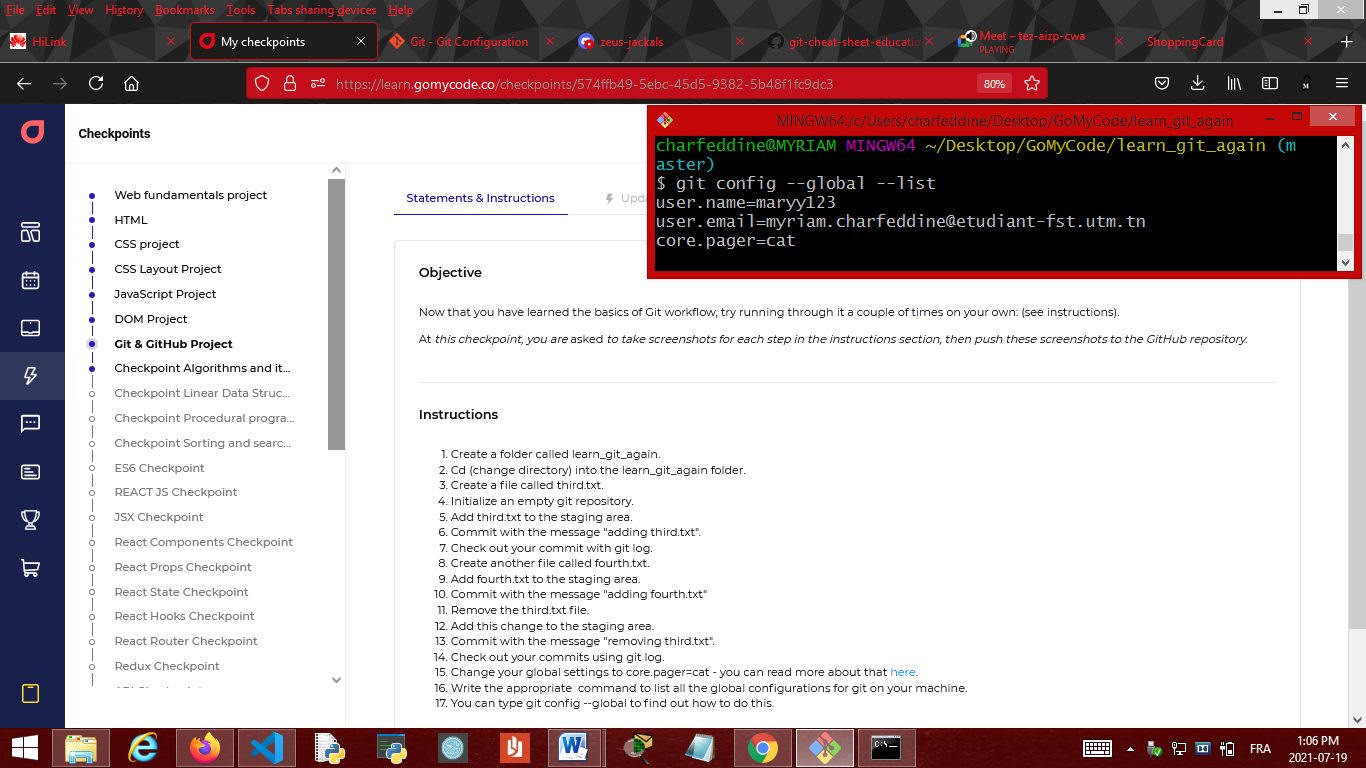 File Edit View History Bookmarks Tools Tabs sharing devices Help
HiLink
My checkpoints
Git - Git Configuration
zeus-jackals
git-cheat-sheet-educatio
Meet – tez-aizp-cwa
PLAYING
ShoppingCard
https://learn.gomycode.co/checkpoints/574ffb49-5ebc-45d5-9382-5b48f1fc9dc3
80%
Checkpoints
Web fundamentals project
HTML
CSS project
CSS Layout Project
JavaScript Project
DOM Project
Git & GitHub Project
Checkpoint Algorithms and it...
Checkpoint Linear Data Struc...
Checkpoint Procedural progra...
Checkpoint Sorting and searc...
ES6 Checkpoint
REACT JS Checkpoint
JSX Checkpoint
React Components Checkpoint
React Props Checkpoint
React State Checkpoint
React Hooks Checkpoint
React Router Checkpoint
Redux Checkpoint
Statements & Instructions
Upda
MINGW64:/c/Users/charfeddine/Desktop/GoMyCode/learn_git_again
charfeddine@MYRIAM MINGW64 ~/Desktop/GoMyCode/learn_git_again (m
aster)
$ git config --global --list
user.name=maryy123
user.email=myriam.charfeddine@etudiant-fst.utm.tn
core.pager=cat
Objective
Now that you have learned the basics of Git workflow, try running through it a couple of times on your own: (see instructions).
At this checkpoint, you are asked to take screenshots for each step in the instructions section, then push these screenshots to the GitHub repository.
Instructions
1. Create a folder called learn_git_again.
2. Cd (change directory) into the learn_git_again folder.
3. Create a file called third.txt.
4. Initialize an empty git repository.
5. Add third.txt to the staging area.
6. Commit with the message "adding third.txt".
7. Check out your commit with git log.
8. Create another file called fourth.txt.
9. Add fourth.txt to the staging area.
10. Commit with the message "adding fourth.txt"
11. Remove the third.txt file.
12. Add this change to the staging area.
13. Commit with the message "removing third.txt".
14. Check out your commits using git log.
15. Change your global settings to core.pager=cat - you can read more about that here.
16. Write the appropriate command to list all the global configurations for git on your machine.
17. You can type git config --global to find out how to do this.
FRA
1:06 PM
2021-07-19